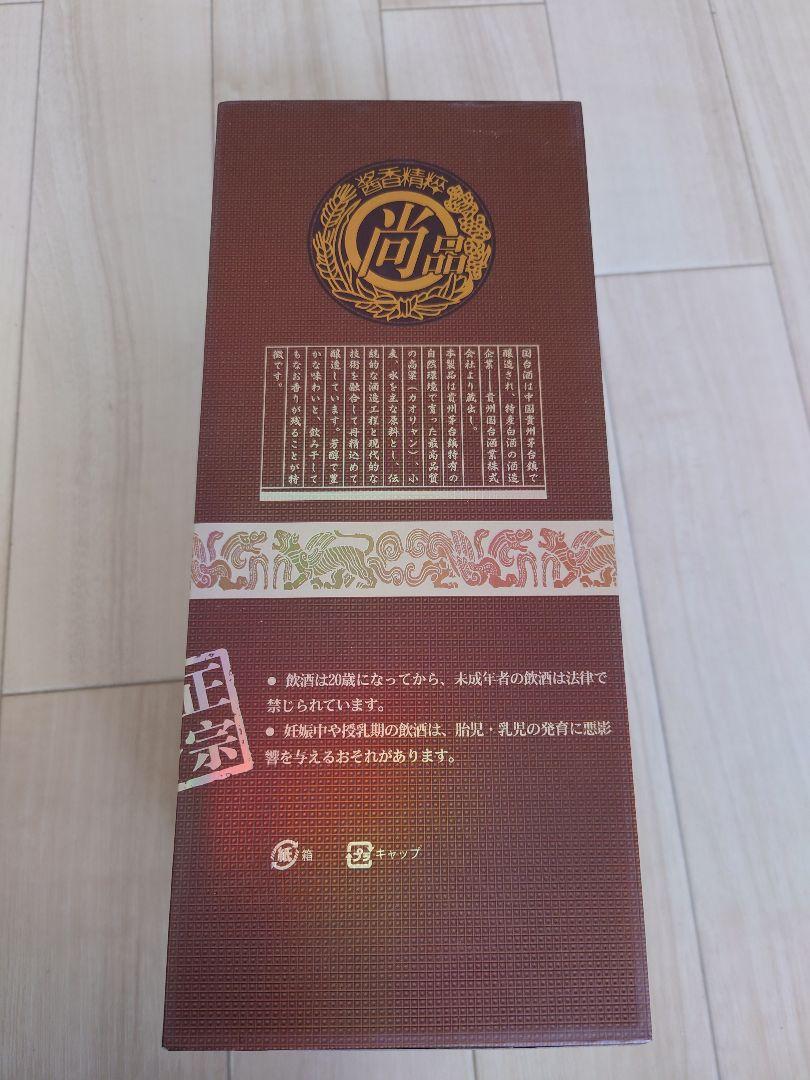 酱香精粹
尚品
国台酒は中国貴州茅台鎮で
醸造され、特産白酒の酒造
企業—貴州国台酒業株式
会社より蔵出し。
本製品は貴州茅台鎮特有の
自然環境で育った最高品質
の高粱（カオリャン）、小
麦、水を主な原料とし、伝
統的な酒造工程と現代的な
技術を融合して丹精込めて
醸造しています。芳醇で豊
かな味わいと、飲み干して
もなお香りが残ることが特
徴です。
正
宗
● 飲酒は20歳になってから、未成年者の飲酒は法律で
禁じられています。
● 妊娠中や授乳期の飲酒は、胎児・乳児の発育に悪影
響を与えるおそれがあります。
紙 箱
プラ キャップ